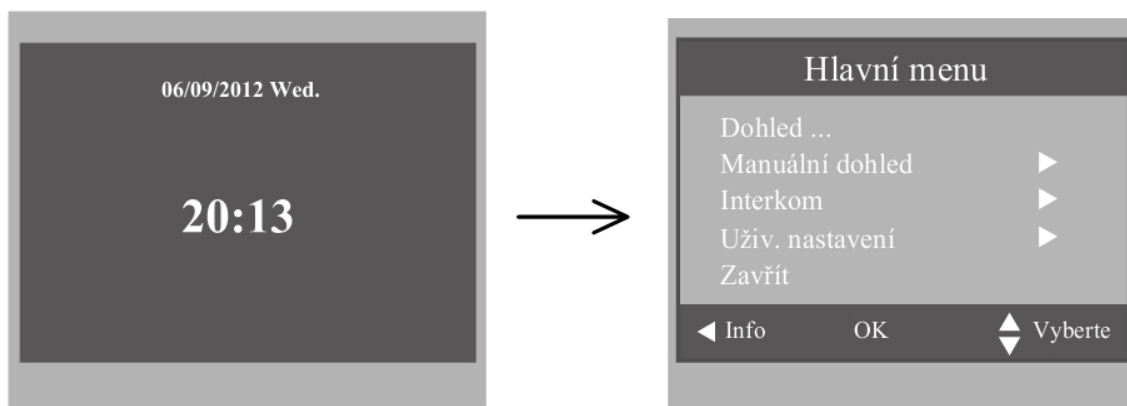 06/09/2012 Wed.
20:13
Hlavní menu
Dohled ...
Manuální dohled
Interkom
Uživ. nastavení
Zavřít
Info OK Vyberte